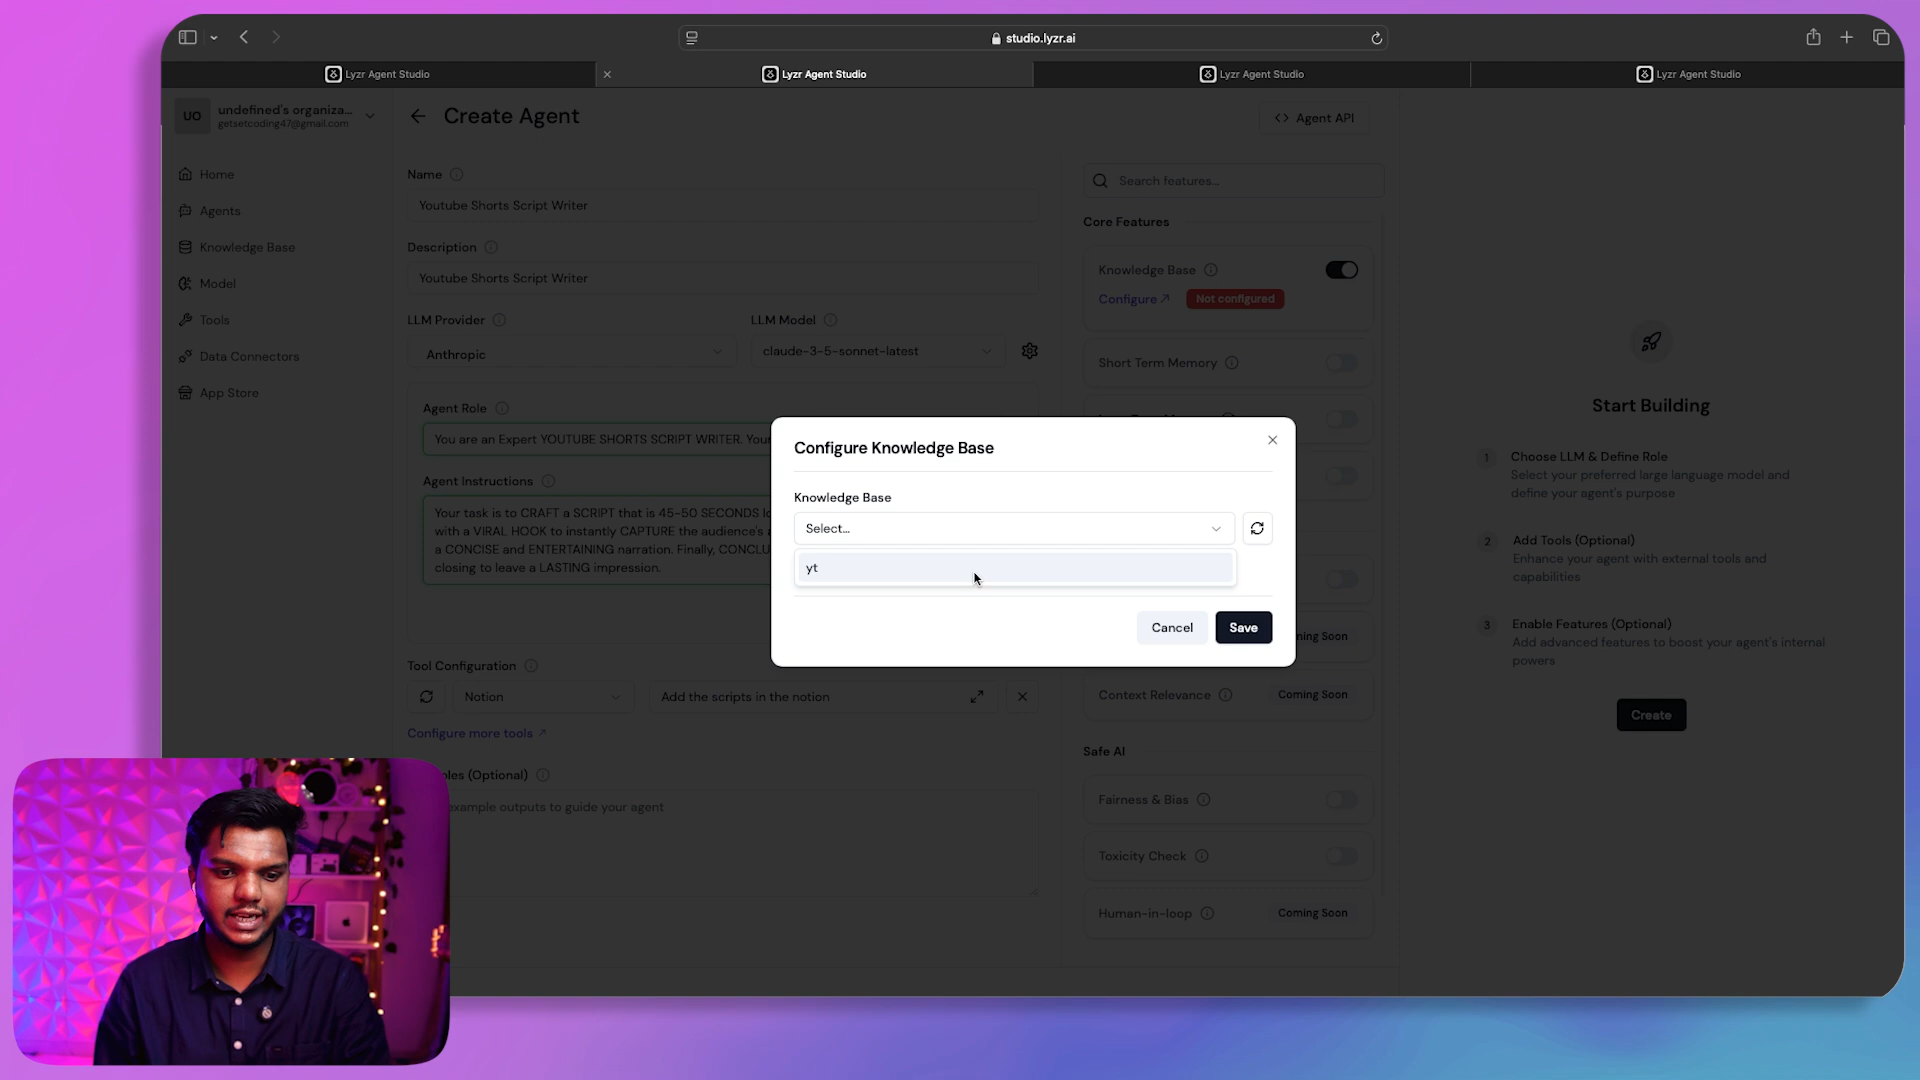 studio.lyzr.ai
Lyzr Agent Studio
Lyzr Agent Studio
Lyzr Agent Studio
Lyzr Agent Studio
UO
undefined's organiza...
getsetcoding47@gmail.com
Home
Agents
Knowledge Base
Model
Tools
Data Connectors
App Store
Create Agent
<> Agent API
Name
Youtube Shorts Script Writer
Description
Youtube Shorts Script Writer
LLM Provider
LLM Model
Anthropic
claude-3-5-sonnet-latest
Agent Role
You are an Expert YOUTUBE SHORTS SCRIPT WRITER. Your
Agent Instructions
Your task is to CRAFT a SCRIPT that is 45-50 SECONDS
with a VIRAL HOOK to instantly CAPTURE the audience's
a CONCISE and ENTERTAINING narration. Finally, CONCLU
closing to leave a LASTING impression.
Tool Configuration
Notion
Add the scripts in the notion
Configure more tools
(Optional)
example outputs to guide your agent
Search features...
Core Features
Knowledge Base
Configure
Not configured
Short Term Memory
Coming Soon
Context Relevance
Coming Soon
Safe AI
Fairness & Bias
Toxicity Check
Human-in-loop
Coming Soon
Configure Knowledge Base
Knowledge Base
Select...
yt
Cancel
Save
Start Building
1
Choose LLM & Define Role
Select your preferred large language model and
define your agent's purpose
2
Add Tools (Optional)
Enhance your agent with external tools and
capabilities
3
Enable Features (Optional)
Add advanced features to boost your agent's internal
powers
Create